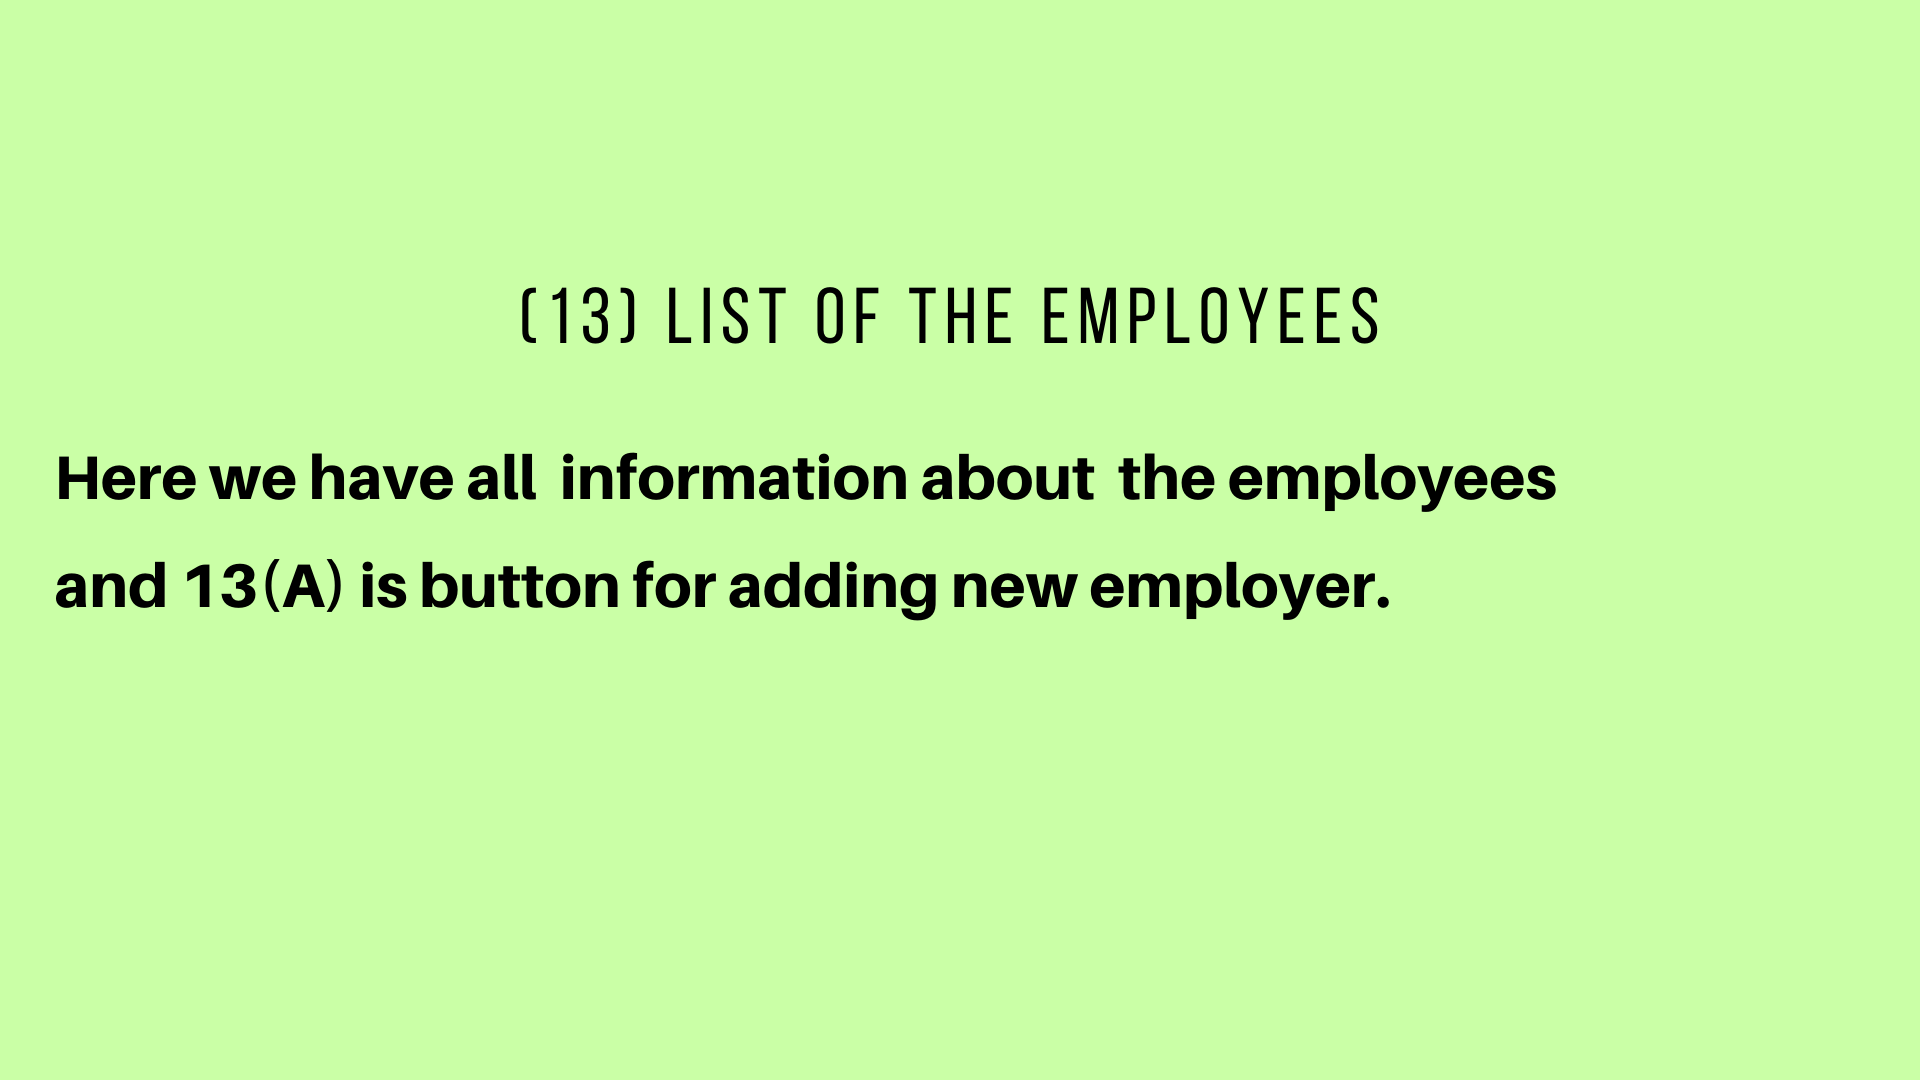 (13) LIST OF THE EMPLOYEES
Here we have all  information about  the employees
and 13(A) is button for adding new employer.